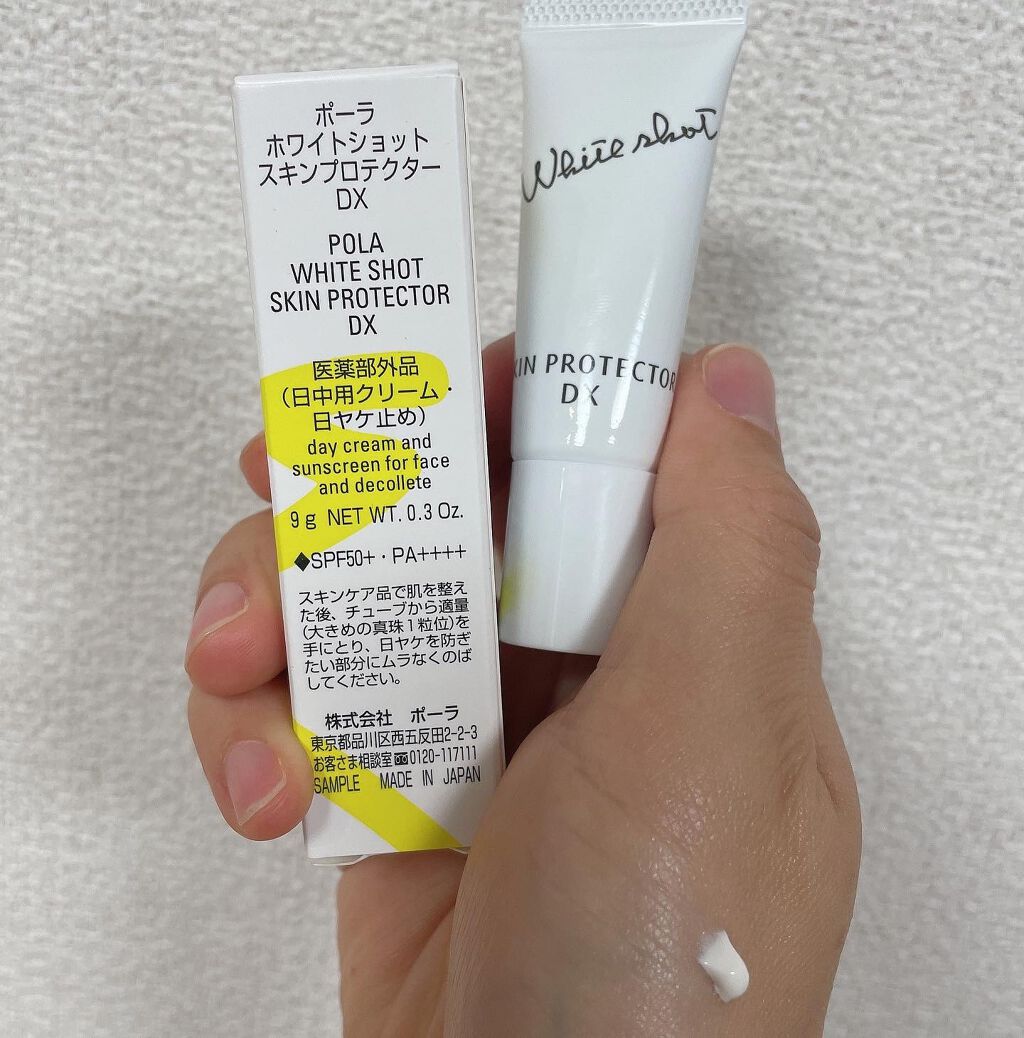 ポーラ
ホワイトショット
スキンプロテクター
DX
POLA
WHITE SHOT
SKIN PROTECTOR
DX
医薬部外品
(日中用クリーム・
日ヤケ止め)
day cream and
sunscreen for face
and decollete
9 g NET WT. 0.3 Oz.
◆SPF50+・PA++++
スキンケア品で肌を整え
た後、チューブから適量
(大きめの真珠1粒位)を
手にとり、日ヤケを防ぎ
たい部分にムラなくのば
してください。
株式会社 ポーラ
東京都品川区西五反田2-2-3
お客さま相談室 0120-117111
SAMPLE MADE IN JAPAN
White shot
KIN PROTECTOR
DX